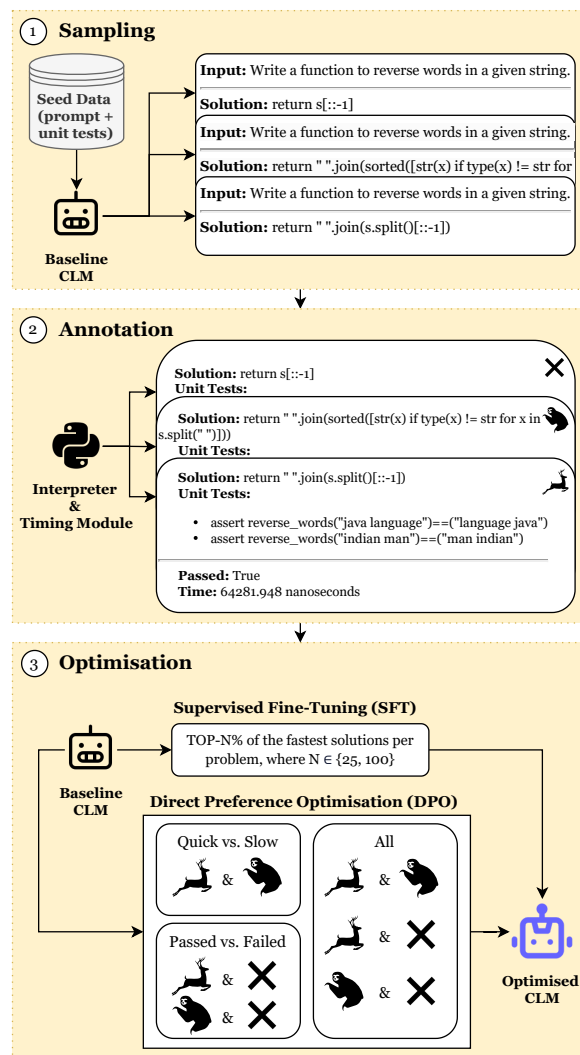 1 Sampling
Seed Data
(prompt +
unit tests)
Baseline
CLM
Input: Write a function to reverse words in a given string.
Solution: return s[::-1]
Input: Write a function to reverse words in a given string.
Solution: return " ".join(sorted([str(x) if type(x) != str for
Input: Write a function to reverse words in a given string.
Solution: return " ".join(s.split()[::-1])
2 Annotation
Interpreter
&
Timing Module
Solution: return s[::-1]
Unit Tests:
Solution: return " ".join(sorted([str(x) if type(x) != str for x in
s.split(" ")]))
Unit Tests:
Solution: return " ".join(s.split()[::-1])
Unit Tests:
• assert reverse_words("java language")==("language java")
• assert reverse_words("indian man")==("man indian")
Passed: True
Time: 64281.948 nanoseconds
3 Optimisation
Supervised Fine-Tuning (SFT)
Baseline
CLM
TOP-N% of the fastest solutions per
problem, where N ∈ {25, 100}
Direct Preference Optimisation (DPO)
Quick vs. Slow
&
Passed vs. Failed
&
&
All
&
&
&
Optimised
CLM